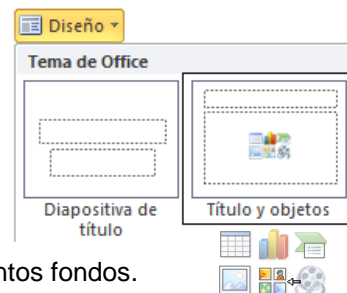 Diseño
Tema de Office
Diapositiva de
título
Título y objetos
ntos fondos.